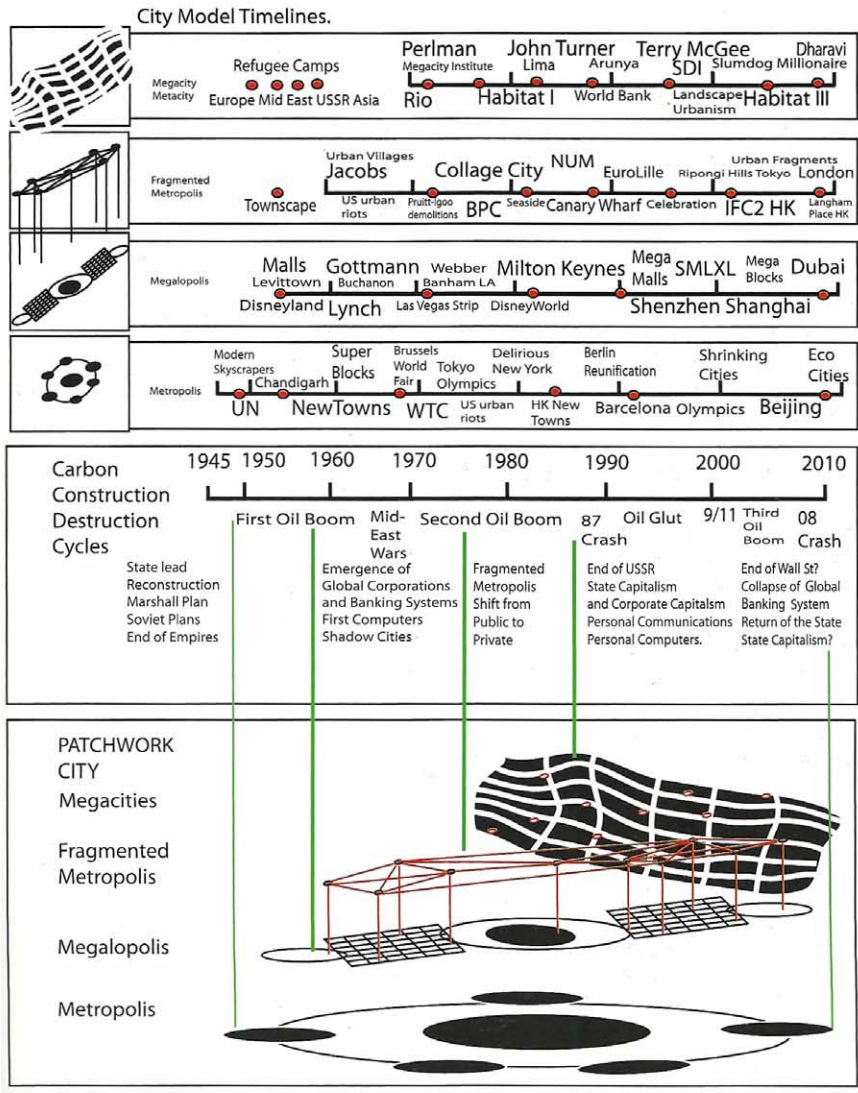 City Model Timelines.
Megacity
Metacity
Refugee Camps
Europe Mid East USSR Asia
Perlman
Megacity Institute
Rio
John Turner
Lima
Habitat I
Arunya
World Bank
Terry McGee
SDI
Landscape
Urbanism
Dharavi
Slumdog Millionaire
Habitat III
Fragmented
Metropolis
Townscape
Urban Villages
Jacobs
US urban
riots
Collage City
Pruitt-Igoo
demolitions
BPC
Seaside
NUM
Canary Wharf
EuroLille
Celebration
Urban Fragments
Ripongi Hills Tokyo
London
IFC2 HK
Langham
Place HK
Megalopolis
Malls
Levittown
Disneyland
Gottmann
Buchanon
Lynch
Webber
Banham LA
Las Vegas Strip
Milton Keynes
DisneyWorld
Mega
Malls
SMLXL
Mega
Blocks
Dubai
Shenzhen Shanghai
Metropolis
Modern
Skyscrapers
UN
Chandigarh
Super
Blocks
NewTowns
Brussels
World
Fair
WTC
Tokyo
Olympics
US urban
riots
Delirious
New York
HK New
Towns
Berlin
Reunification
Barcelona Olympics
Shrinking
Cities
Eco
Cities
Beijing
Carbon
Construction
Destruction
Cycles
1945 1950 1960 1970 1980 1990 2000 2010
First Oil Boom
Mid-
East
Wars
Second Oil Boom
87
Crash
Oil Glut
9/11
Third
Oil
Boom
08
Crash
State lead
Reconstruction
Marshall Plan
Soviet Plans
End of Empires
Emergence of
Global Corporations
and Banking Systems
First Computers
Shadow Cities
Fragmented
Metropolis
Shift from
Public to
Private
End of USSR
State Capitalism
and Corporate Capitalsm
Personal Communications
Personal Computers.
End of Wall St?
Collapse of Global
Banking System
Return of the State
State Capitalism?
PATCHWORK
CITY
Megacities
Fragmented
Metropolis
Megalopolis
Metropolis